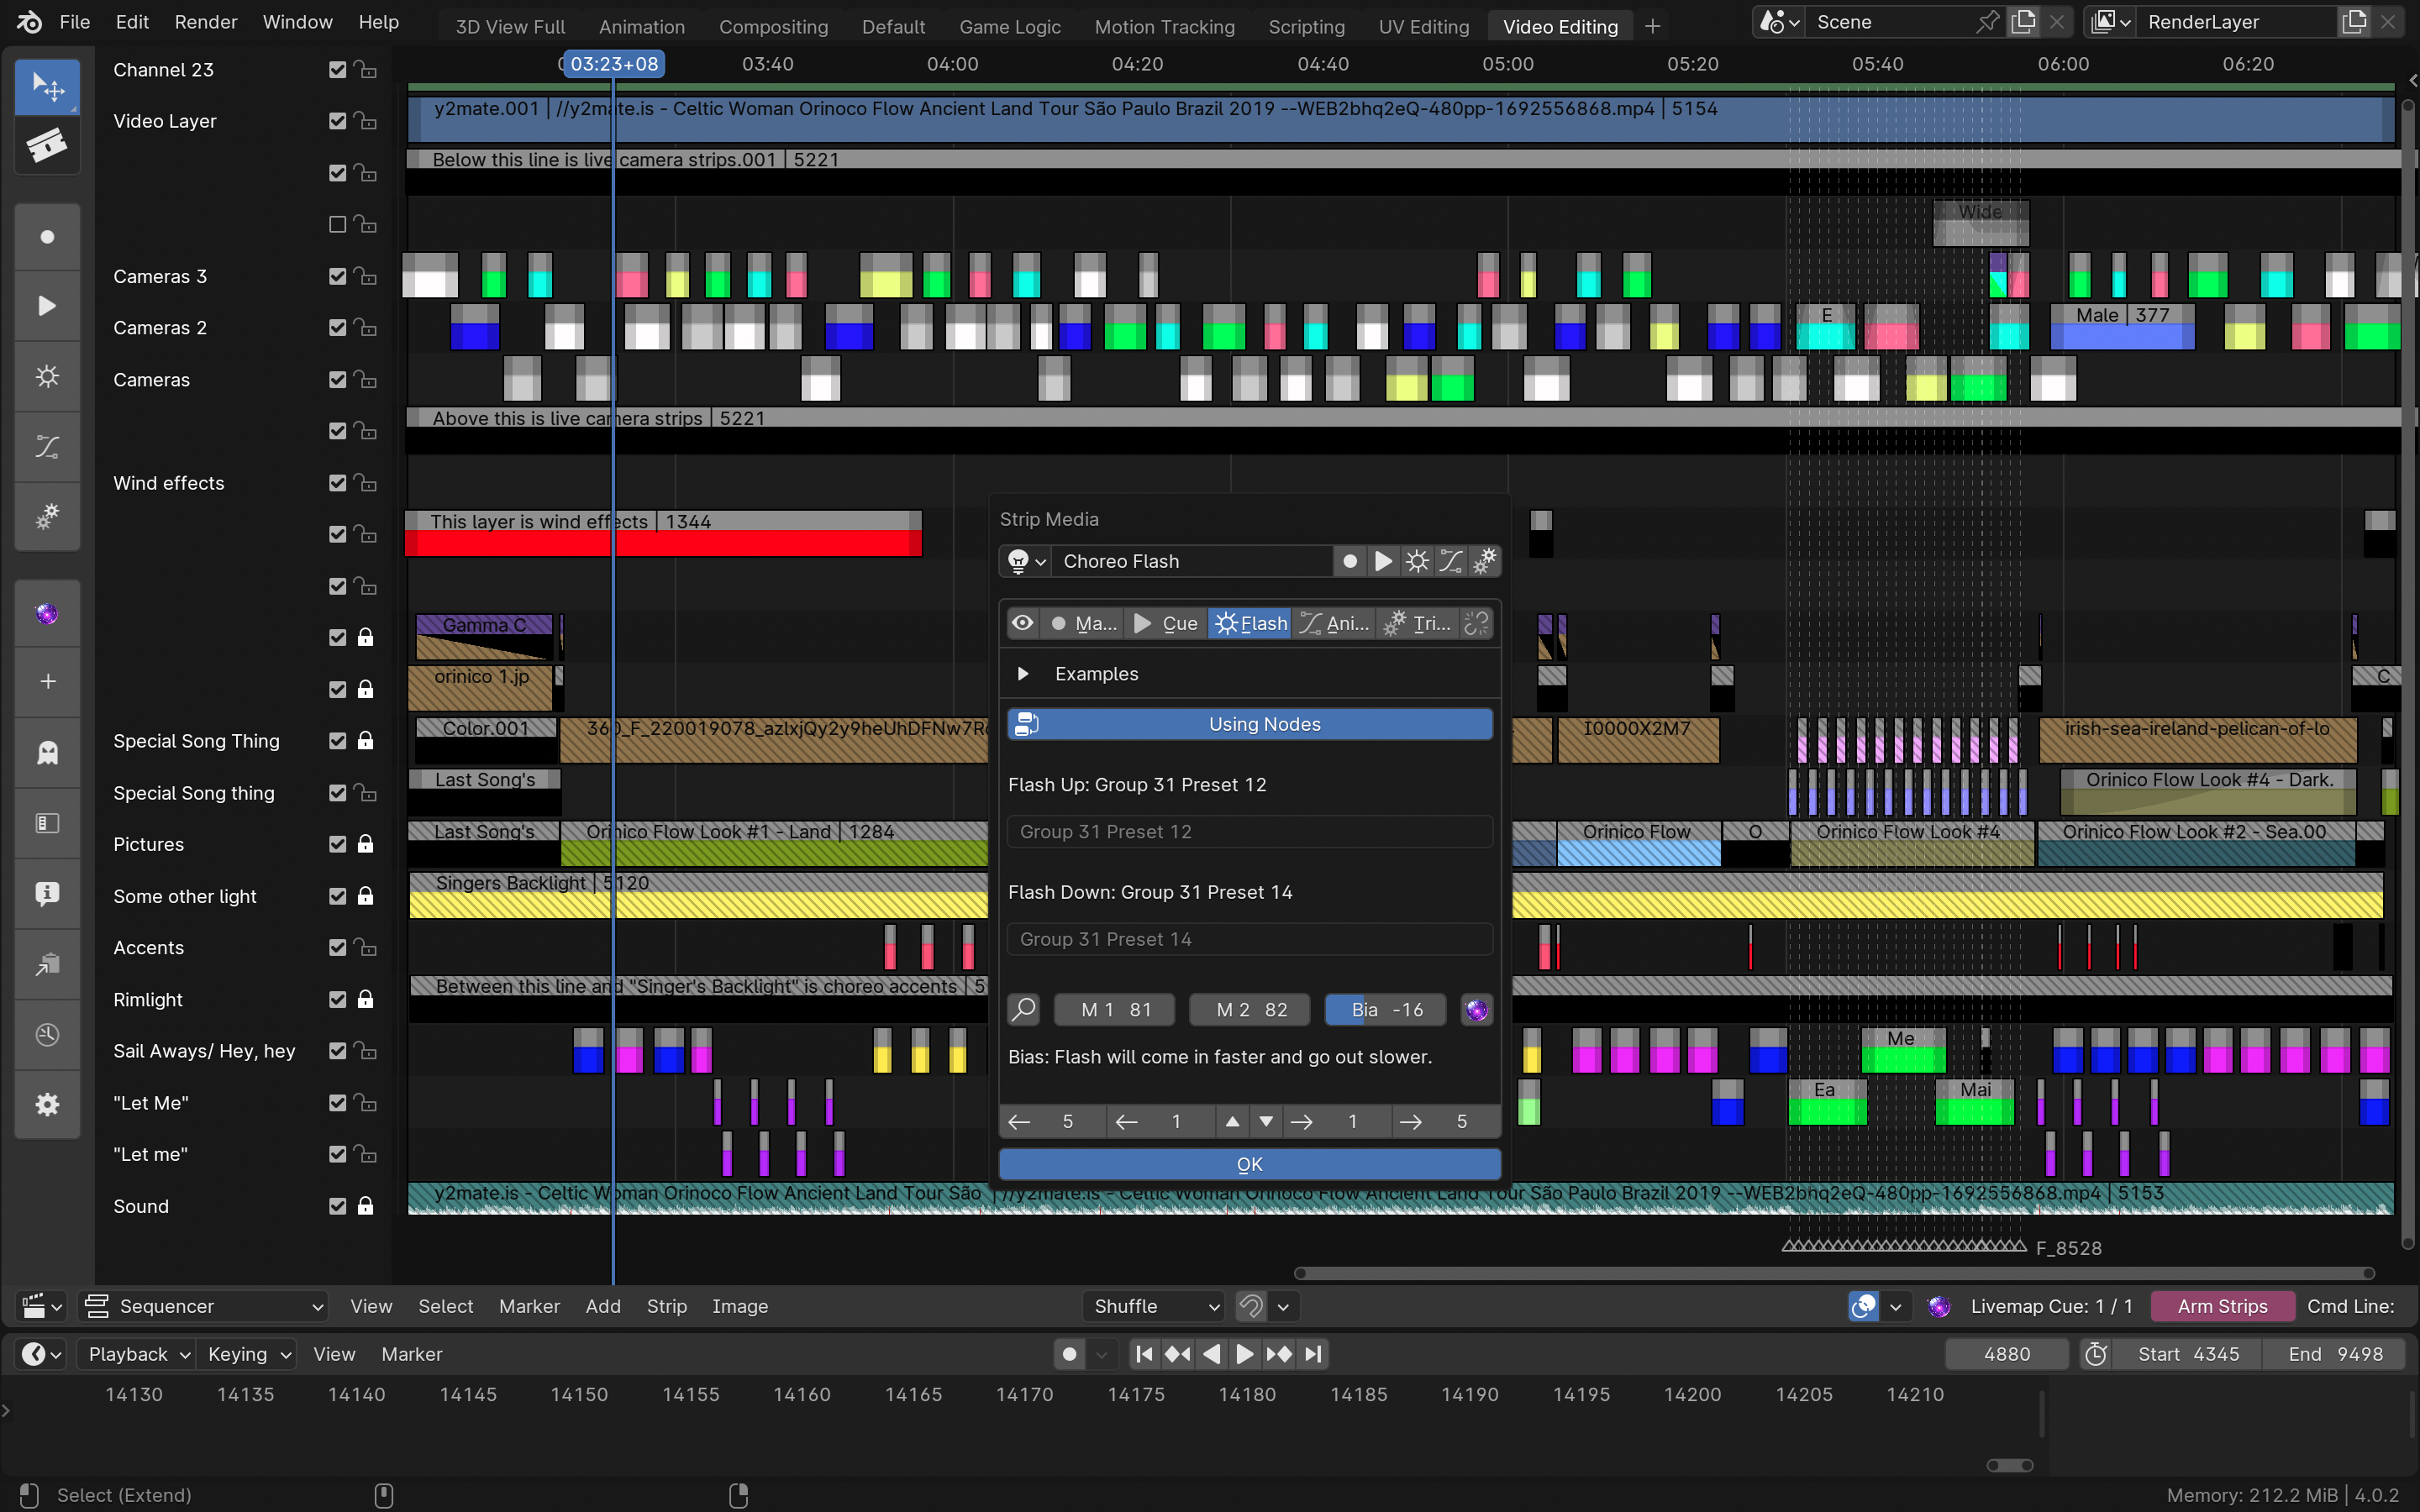 File Edit Render Window Help 3D View Full Animation Compositing Default Game Logic Motion Tracking Scripting UV Editing Video Editing + Scene RenderLayer
Channel 23 03:23+08 03:40 04:00 04:20 04:40 05:00 05:20 05:40 06:00 06:20
y2mate.001 | //y2mate.is - Celtic Woman Orinoco Flow Ancient Land Tour São Paulo Brazil 2019 --WEB2bhq2eQ-480pp-1692556868.mp4 | 5154
Video Layer
Below this line is live camera strips.001 | 5221
Wide
Cameras 3
Cameras 2 E Male | 377
Cameras
Above this is live camera strips | 5221
Wind effects
This layer is wind effects | 1344
Strip Media
Choreo Flash
Gamma C
Ma... Cue Flash Ani... Tri...
orinico 1.jp
Examples
C
Special Song Thing Color.001 360_F_220019078_azlxjQy2y9heUhDFNw7R I0000X2M7 irish-sea-ireland-pelican-of-lo
Using Nodes
Special Song thing Last Song's Orinico Flow Look #4 - Dark.
Flash Up: Group 31 Preset 12
Group 31 Preset 12
Pictures Last Song's Orinico Flow Look #1 - Land | 1284 Orinico Flow O Orinico Flow Look #4 Orinico Flow Look #2 - Sea.00
Some other light Singers Backlight | 5120
Flash Down: Group 31 Preset 14
Group 31 Preset 14
Accents
Rimlight Between this line and "Singer's Backlight" is choreo accents | 5
M 1 81 M 2 82 Bia -16
Sail Aways/ Hey, hey Me
Bias: Flash will come in faster and go out slower.
"Let Me" Ea Mai
5 1 1 5
"Let me"
OK
Sound y2mate.is - Celtic Woman Orinoco Flow Ancient Land Tour São | //y2mate.is - Celtic Woman Orinoco Flow Ancient Land Tour São Paulo Brazil 2019 --WEB2bhq2eQ-480pp-1692556868.mp4 | 5153
F_8528
Sequencer View Select Marker Add Strip Image Shuffle Livemap Cue: 1 / 1 Arm Strips Cmd Line:
Playback Keying View Marker 4880 Start 4345 End 9498
14130 14135 14140 14145 14150 14155 14160 14165 14170 14175 14180 14185 14190 14195 14200 14205 14210
Select (Extend) Memory: 212.2 MiB | 4.0.2